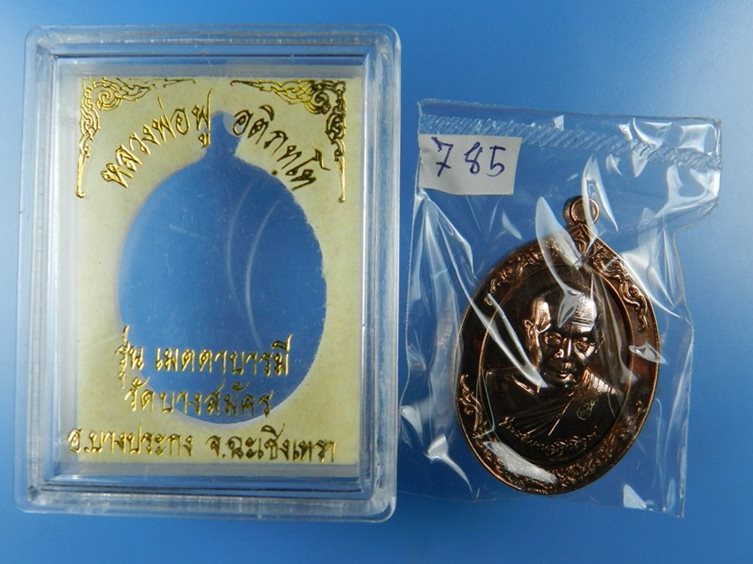 หลวงพ่อฟู อติภทฺโท
รุ่น เมตตาบารมี
วัดบางสมัคร
อ.บางปะกง จ.ฉะเชิงเทรา
785